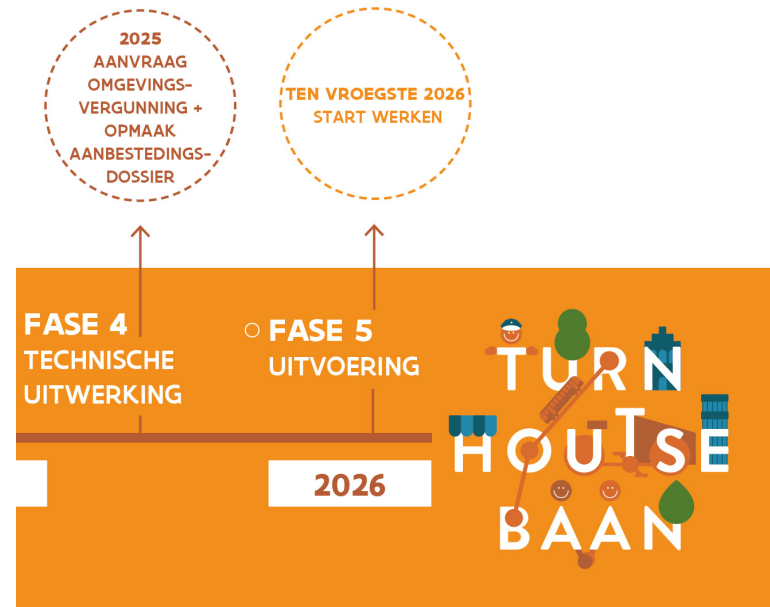 2025
AANVRAAG
OMGEVINGS-
VERGUNNING +
OPMAAK
AANBESTEDINGS-
DOSSIER
TEN VROEGSTE 2026
START WERKEN
FASE 4
TECHNISCHE
UITWERKING
FASE 5
UITVOERING
2026
TURN
HOUTSE
BAAN